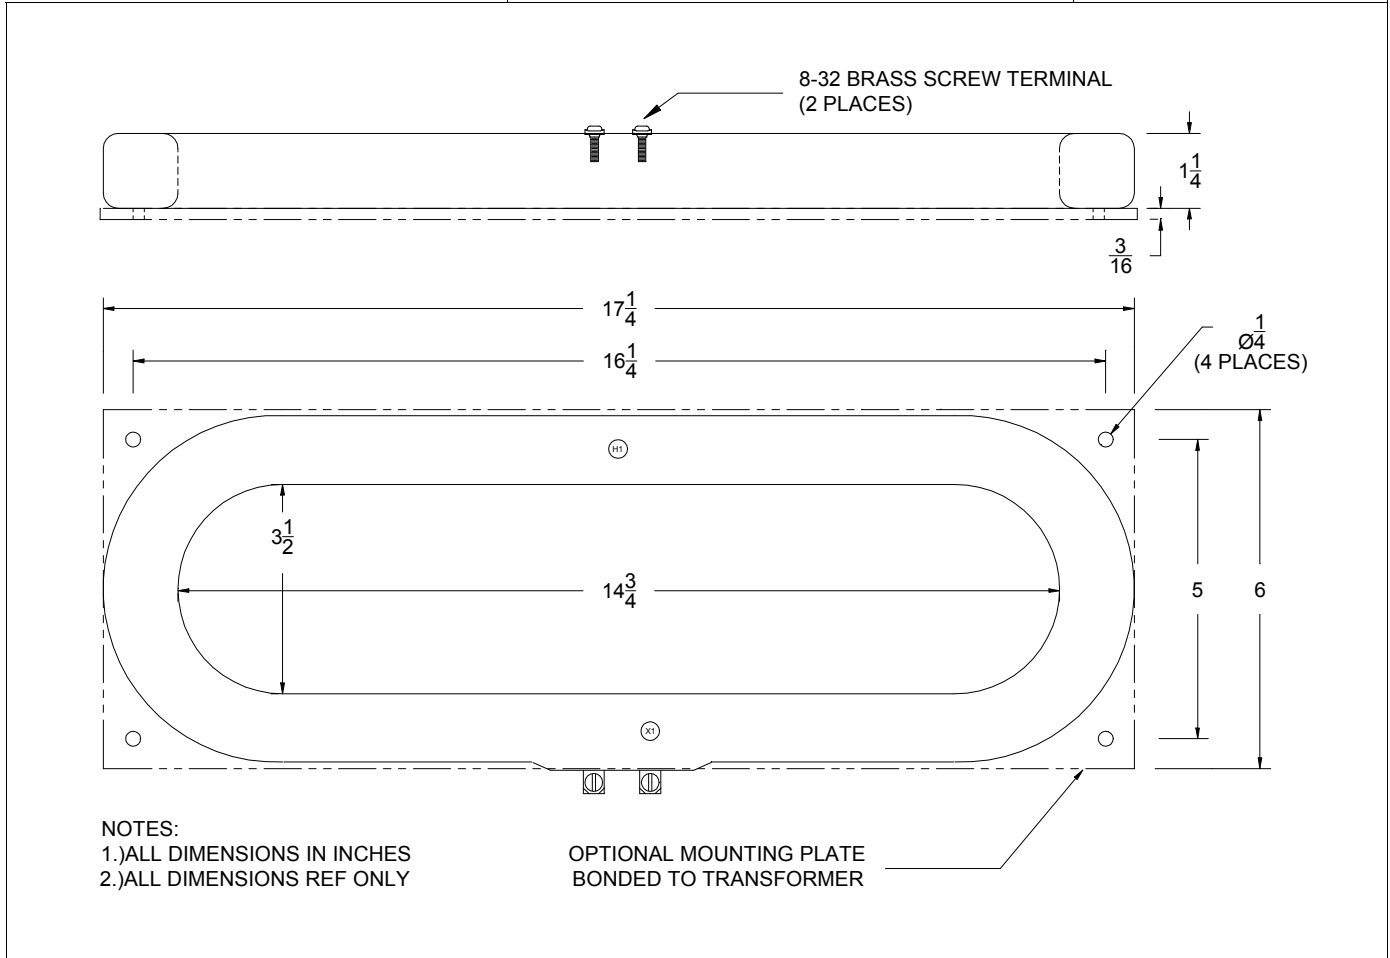 8-32 BRASS SCREW TERMINAL
(2 PLACES)
1 1/4
3/16
17 1/4
16 1/4
Ø1/4
(4 PLACES)
H1
3 1/2
14 3/4
5
6
X1
NOTES:
1.)ALL DIMENSIONS IN INCHES
2.)ALL DIMENSIONS REF ONLY
OPTIONAL MOUNTING PLATE
BONDED TO TRANSFORMER